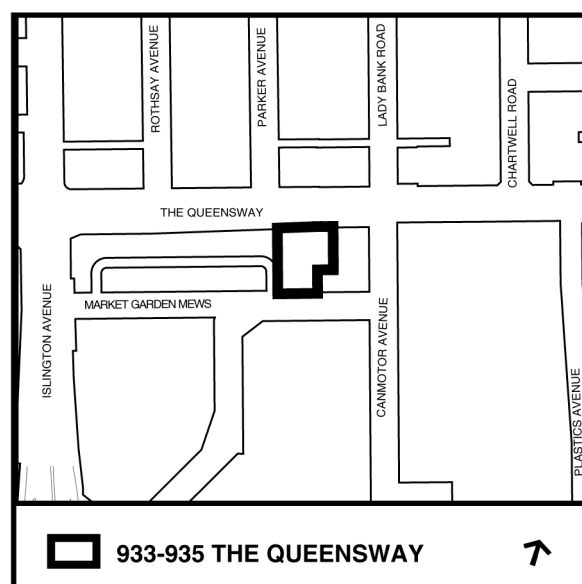 ROTHSAY AVENUE
PARKER AVENUE
LADY BANK ROAD
CHARTWELL ROAD
THE QUEENSWAY
ISLINGTON AVENUE
MARKET GARDEN MEWS
CANMOTOR AVENUE
PLASTICS AVENUE
933-935 THE QUEENSWAY